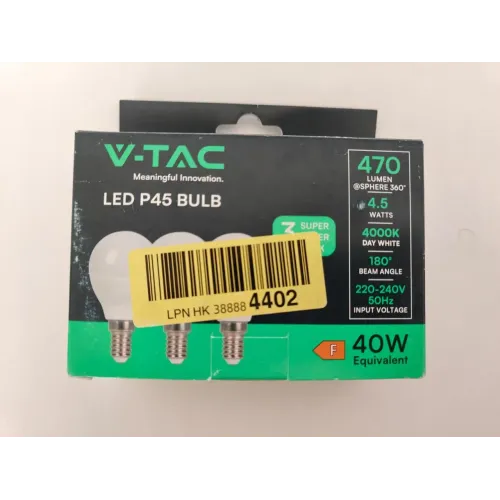 V-TAC
Meaningful Innovation.
LED P45 BULB
3 SUPER
470
LUMEN
@SPHERE 360°
4.5
WATTS
4000K
DAY WHITE
180°
BEAM ANGLE
220-240V
50Hz
INPUT VOLTAGE
LPN HK 38888 4402
F
40W
Equivalent